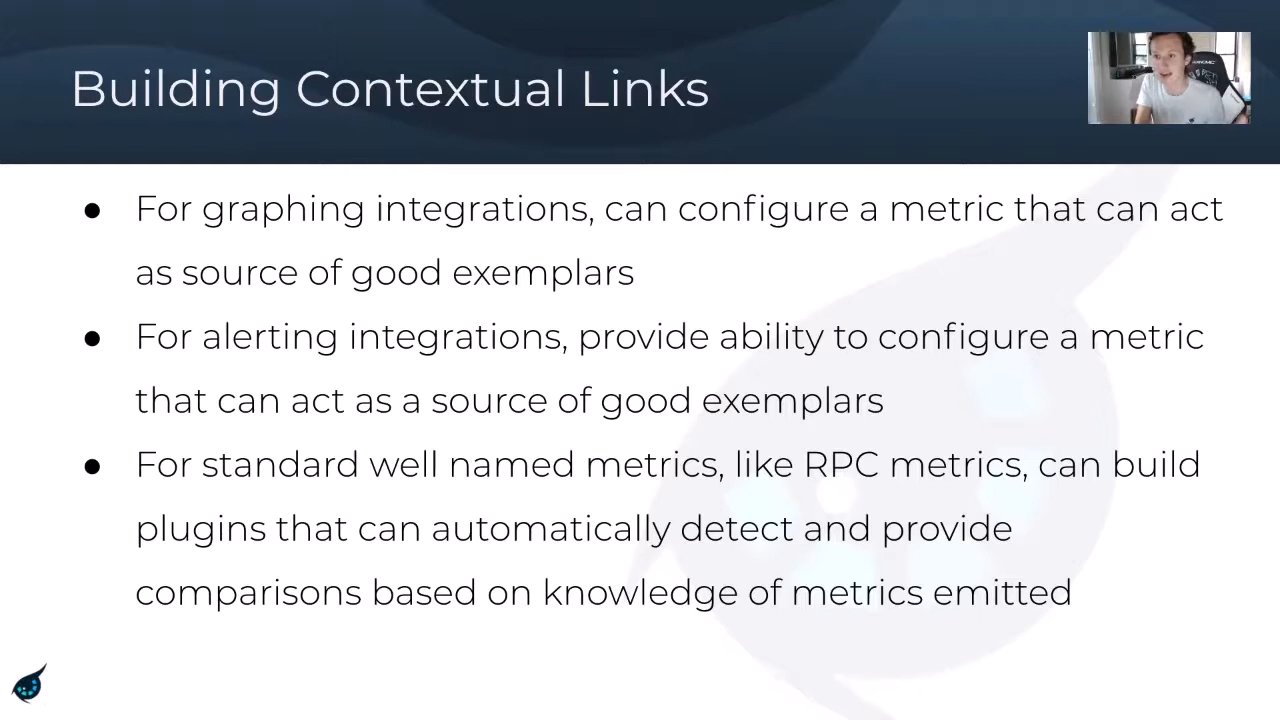 Building Contextual Links
● For graphing integrations, can configure a metric that can act
as source of good exemplars
● For alerting integrations, provide ability to configure a metric
that can act as a source of good exemplars
● For standard well named metrics, like RPC metrics, can build
plugins that can automatically detect and provide
comparisons based on knowledge of metrics emitted